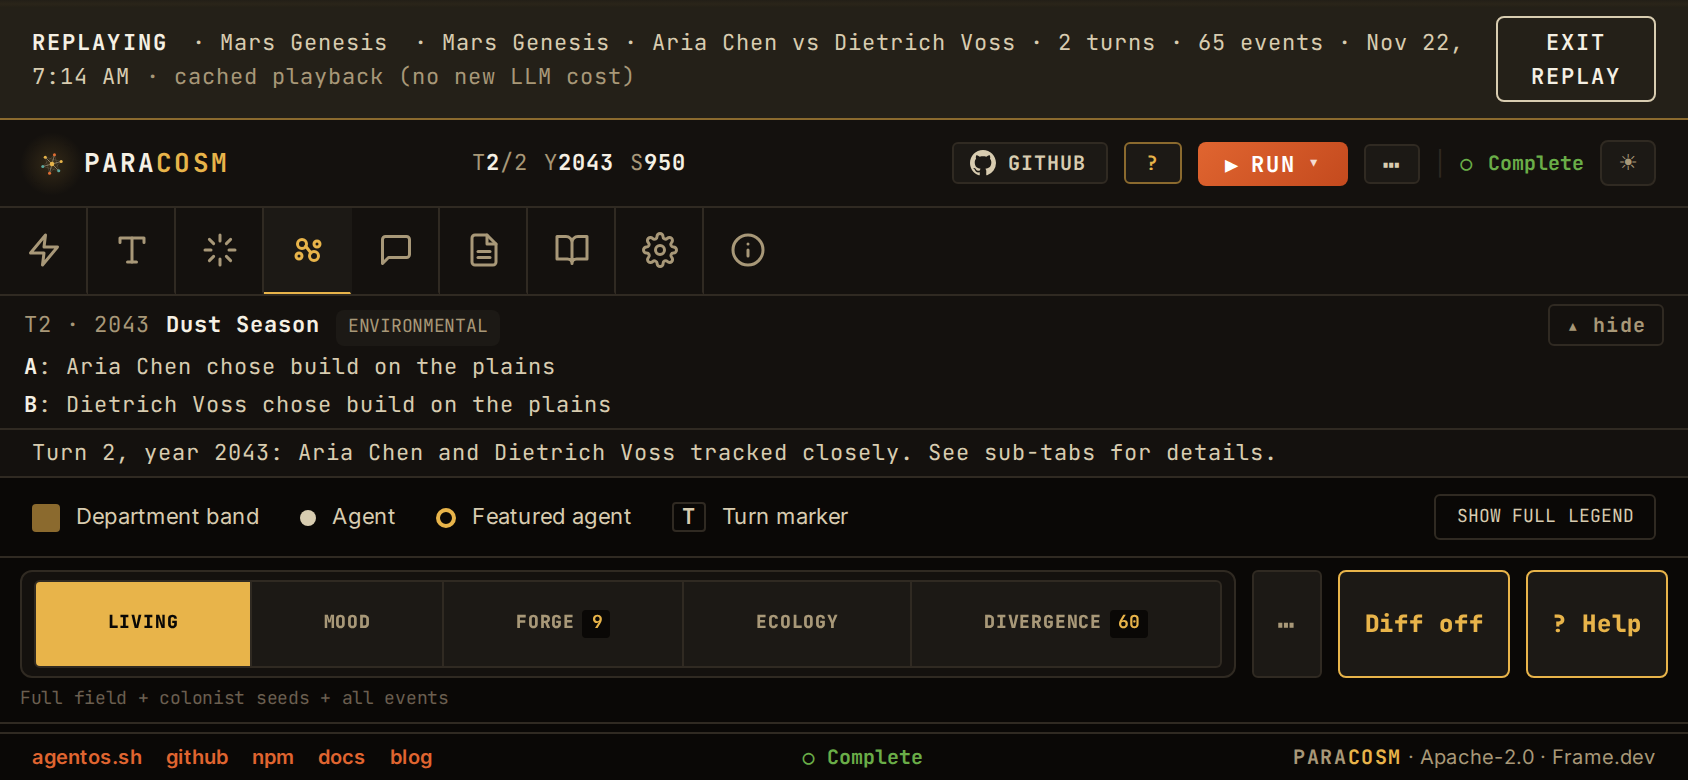 REPLAYING · Mars Genesis · Mars Genesis · Aria Chen vs Dietrich Voss · 2 turns · 65 events · Nov 22,
7:14 AM · cached playback (no new LLM cost)
EXIT
REPLAY
PARACOSM
T2/2 Y2043 S950
GITHUB
?
▶ RUN ▼
…
○ Complete
T2 · 2043 Dust Season ENVIRONMENTAL
▲ hide
A: Aria Chen chose build on the plains
B: Dietrich Voss chose build on the plains
Turn 2, year 2043: Aria Chen and Dietrich Voss tracked closely. See sub-tabs for details.
Department band
Agent
Featured agent
T Turn marker
SHOW FULL LEGEND
LIVING
MOOD
FORGE 9
ECOLOGY
DIVERGENCE 60
…
Diff off
? Help
Full field + colonist seeds + all events
agentos.sh github npm docs blog
○ Complete
PARACOSM · Apache-2.0 · Frame.dev